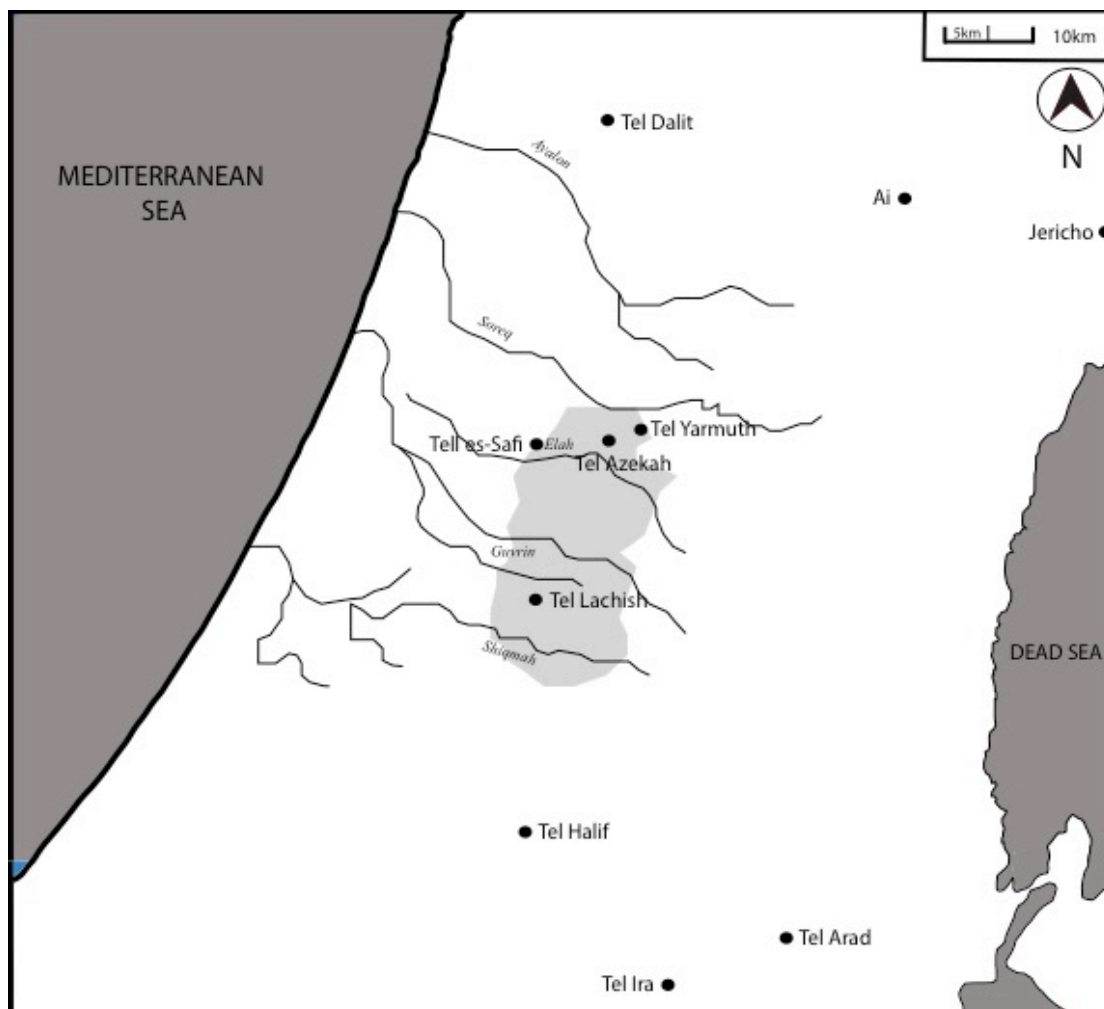 5km 10km
N
MEDITERRANEAN
SEA
Tel Dalit
Ayalon
Ai
Jericho
Soreq
Tel Yarmuth
Tell es-Safi
Elah
Tel Azekah
Guvrin
Tel Lachish
Shiqmah
DEAD SEA
Tel Halif
Tel Arad
Tel Ira